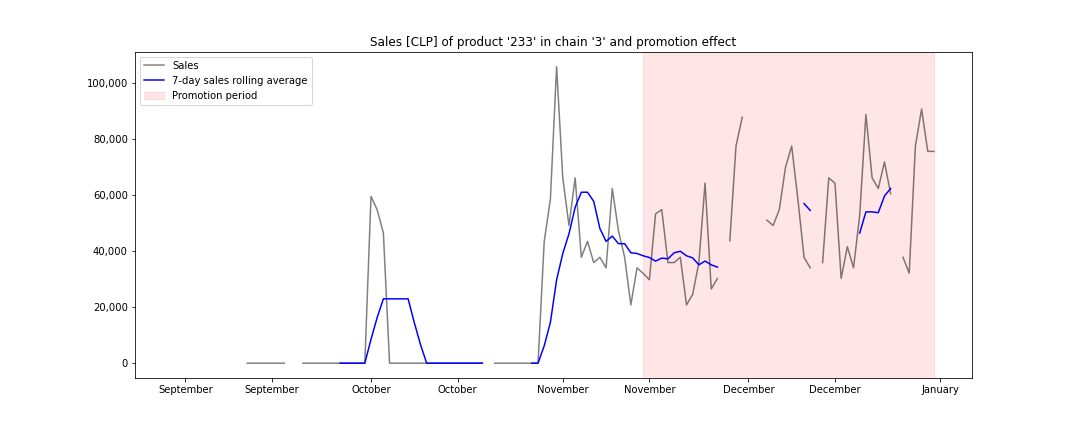 Sales [CLP] of product '233' in chain '3' and promotion effect
Sales
7-day sales rolling average
Promotion period
100,000
80,000
60,000
40,000
20,000
0
September September October October November November December December January